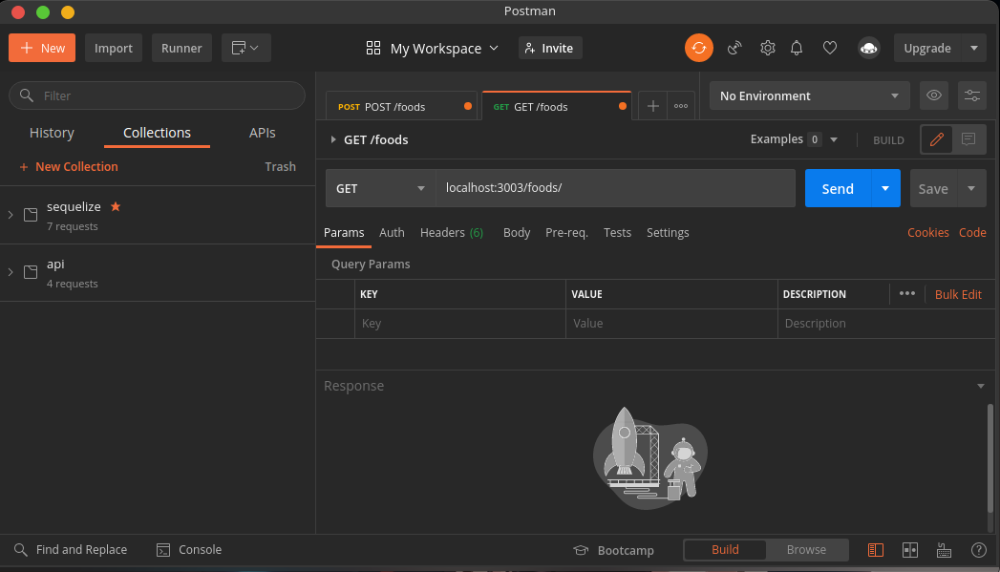 Postman
New Import Runner My Workspace Invite Upgrade
Filter
History Collections APIs
New Collection Trash
sequelize
7 requests
api
4 requests
POST POST /foods GET GET /foods No Environment
GET /foods Examples 0 BUILD
GET localhost:3003/foods/ Send Save
Params Auth Headers (6) Body Pre-req. Tests Settings Cookies Code
Query Params
KEY VALUE DESCRIPTION Bulk Edit
Key Value Description
Response
Find and Replace Console Bootcamp Build Browse